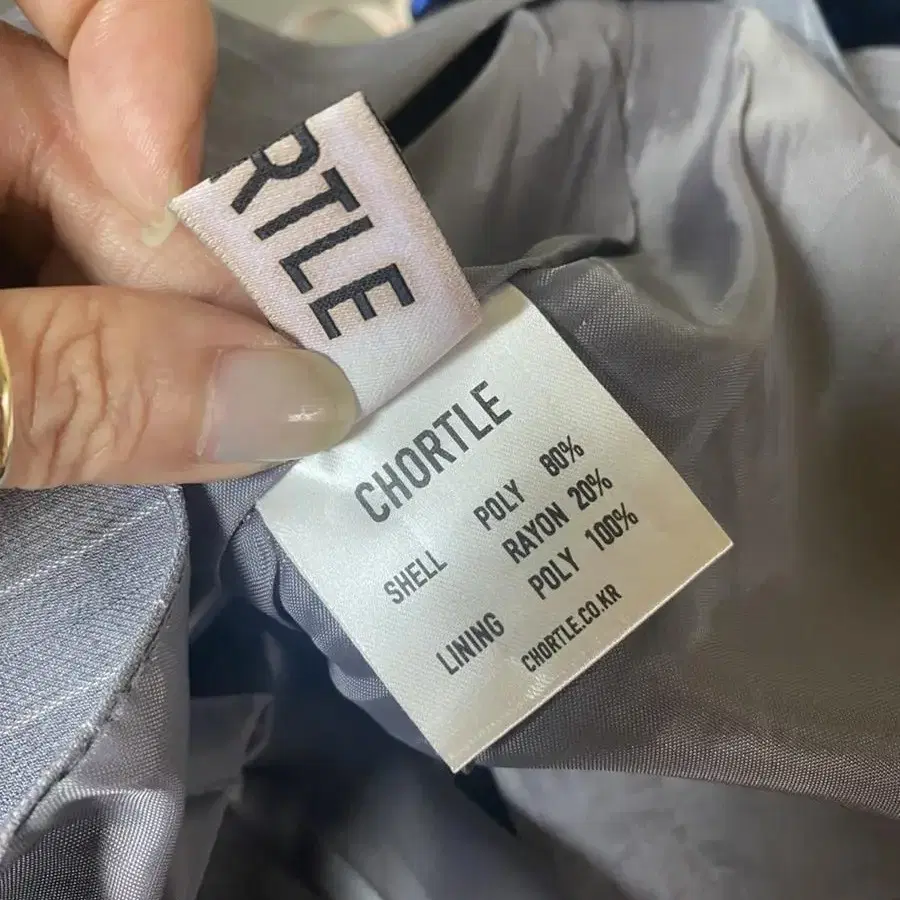 RTLE
CHORTLE
SHELL POLY 80%
RAYON 20%
LINING POLY 100%
CHORTLE.CO.KR